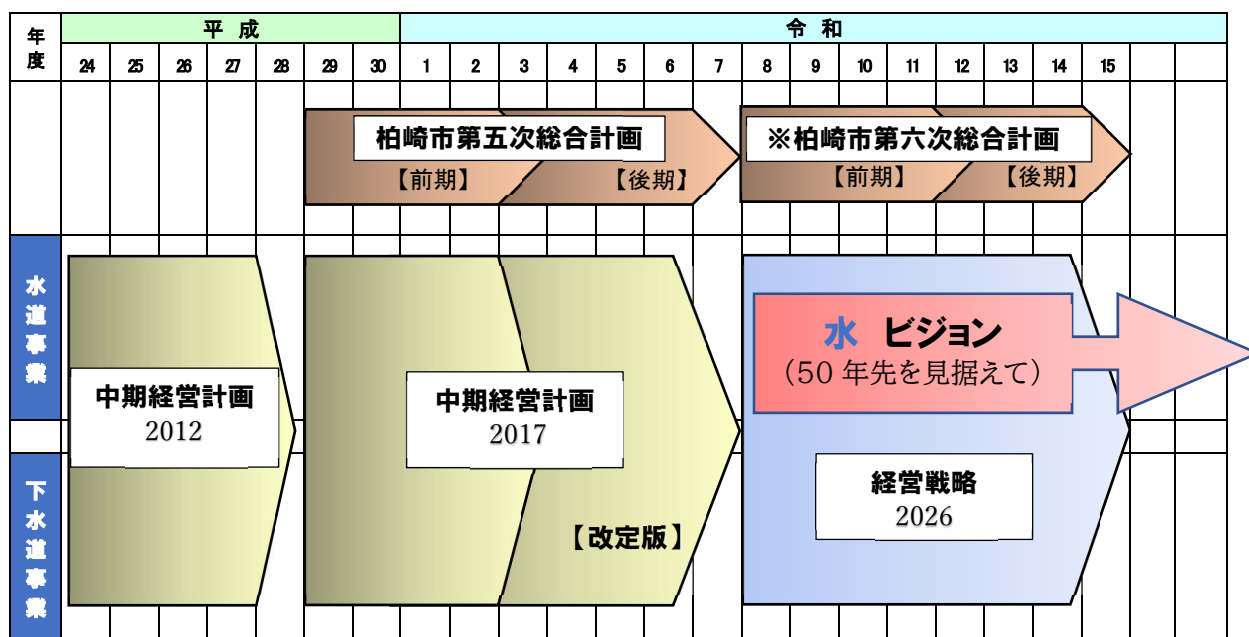 年度
平成
令和
24 25 26 27 28 29 30 1 2 3 4 5 6 7 8 9 10 11 12 13 14 15
柏崎市第五次総合計画
【前期】
【後期】
※柏崎市第六次総合計画
【前期】
【後期】
水道事業
下水道事業
中期経営計画
2012
中期経営計画
2017
【改定版】
水 ビジョン
(50年先を見据えて)
経営戦略
2026